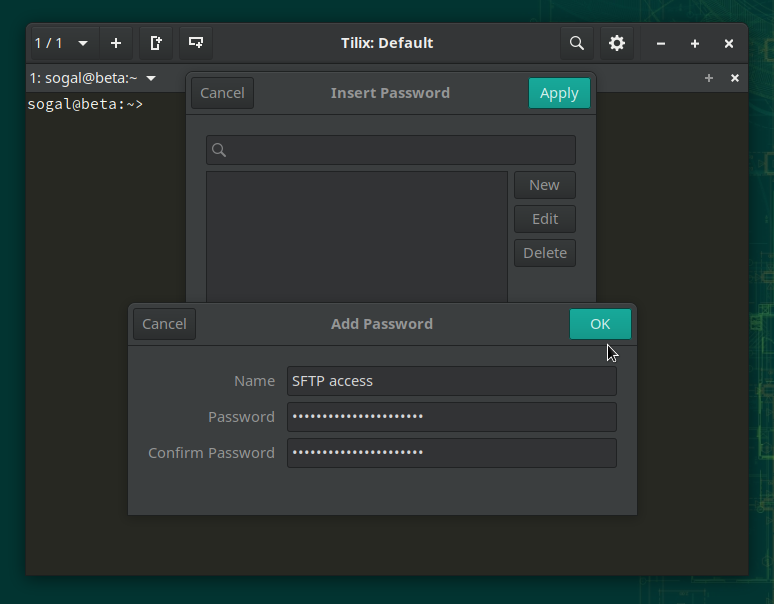 1 / 1 Tilix: Default
1: sogal@beta:~
sogal@beta:~>
Cancel Insert Password Apply
New
Edit
Delete
Cancel Add Password OK
Name SFTP access
Password ••••••••••••••••••••••
Confirm Password ••••••••••••••••••••••